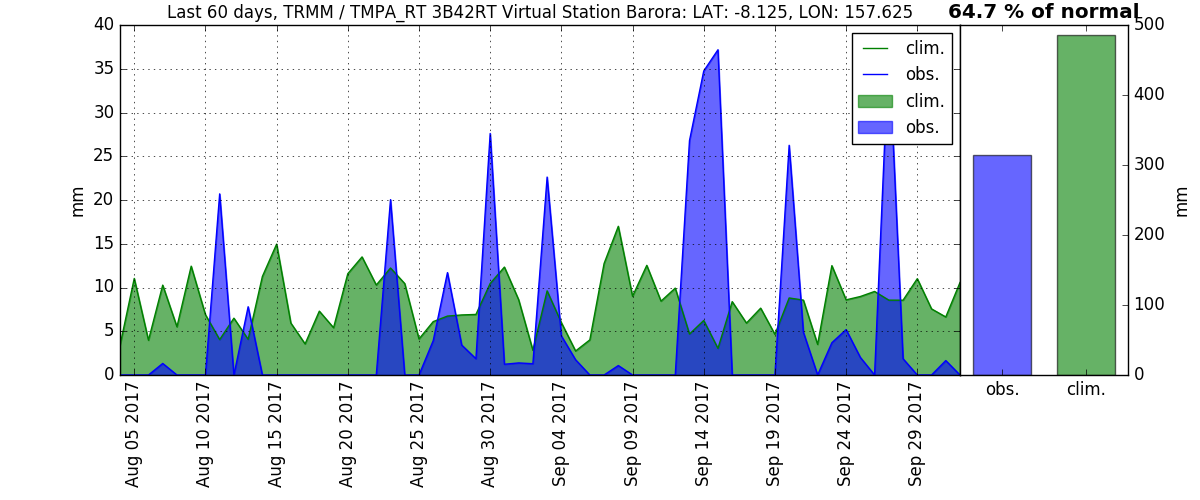 Last 60 days, TRMM / TMPA_RT 3B42RT Virtual Station Barora: LAT: -8.125, LON: 157.625
64.7 % of normal
40
35
30
25
20
15
10
5
0
mm
clim.
obs.
clim.
obs.
500
400
300
200
100
0
mm
Aug 05 2017
Aug 10 2017
Aug 15 2017
Aug 20 2017
Aug 25 2017
Aug 30 2017
Sep 04 2017
Sep 09 2017
Sep 14 2017
Sep 19 2017
Sep 24 2017
Sep 29 2017
obs.
clim.